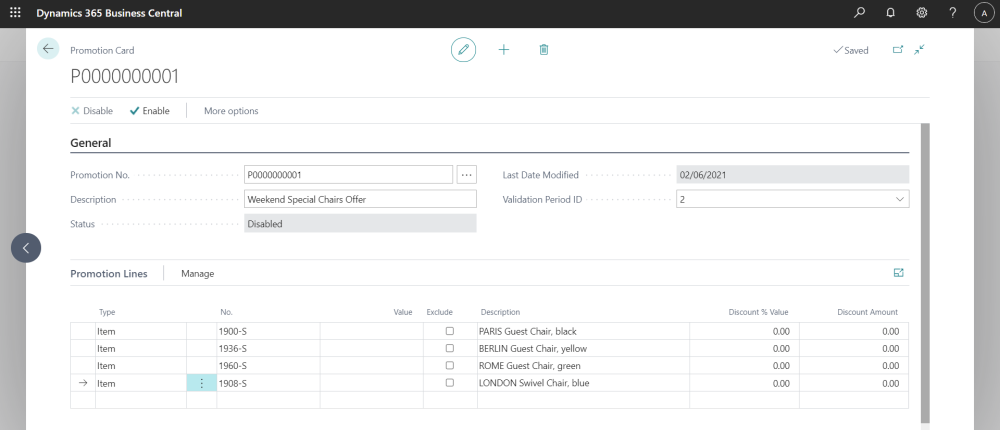 Dynamics 365 Business Central
?
A
Promotion Card
Saved
P0000000001
Disable Enable More options
General
Promotion No. P0000000001 ... Last Date Modified 02/06/2021
Description Weekend Special Chairs Offer Validation Period ID 2
Status Disabled
Promotion Lines Manage
Type No. Value Exclude Description Discount % Value Discount Amount
Item 1900-S PARIS Guest Chair, black 0.00 0.00
Item 1936-S BERLIN Guest Chair, yellow 0.00 0.00
Item 1960-S ROME Guest Chair, green 0.00 0.00
Item 1908-S LONDON Swivel Chair, blue 0.00 0.00